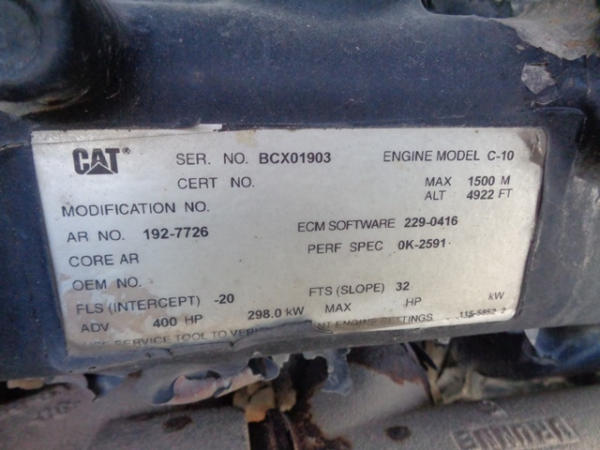 CAT SER. NO. BCX01903 ENGINE MODEL C-10
CERT NO. MAX 1500 M
ALT 4922 FT
MODIFICATION NO.
AR NO. 192-7726 ECM SOFTWARE 229-0416
CORE AR PERF SPEC 0K-2591
OEM NO.
FLS (INTERCEPT) -20 FTS (SLOPE) 32
ADV 400 HP 298.0 kW MAX HP kW
USE SERVICE TOOL TO ENGINE SETTINGS.